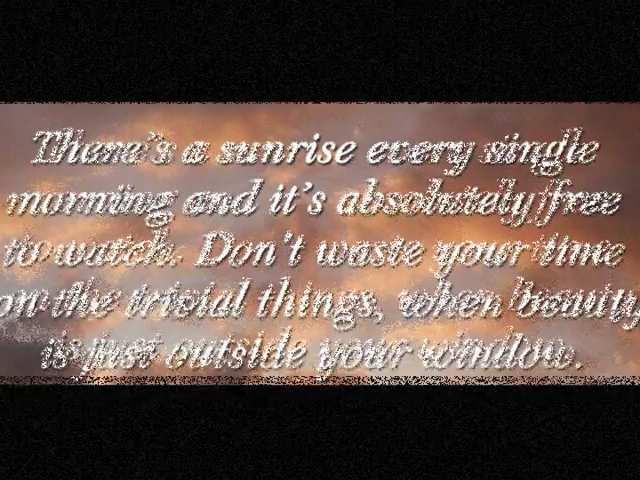 There's a sunrise every single
morning and it's absolutely free
to watch. Don't waste your time
on the trivial things, when beauty
is just outside your window.